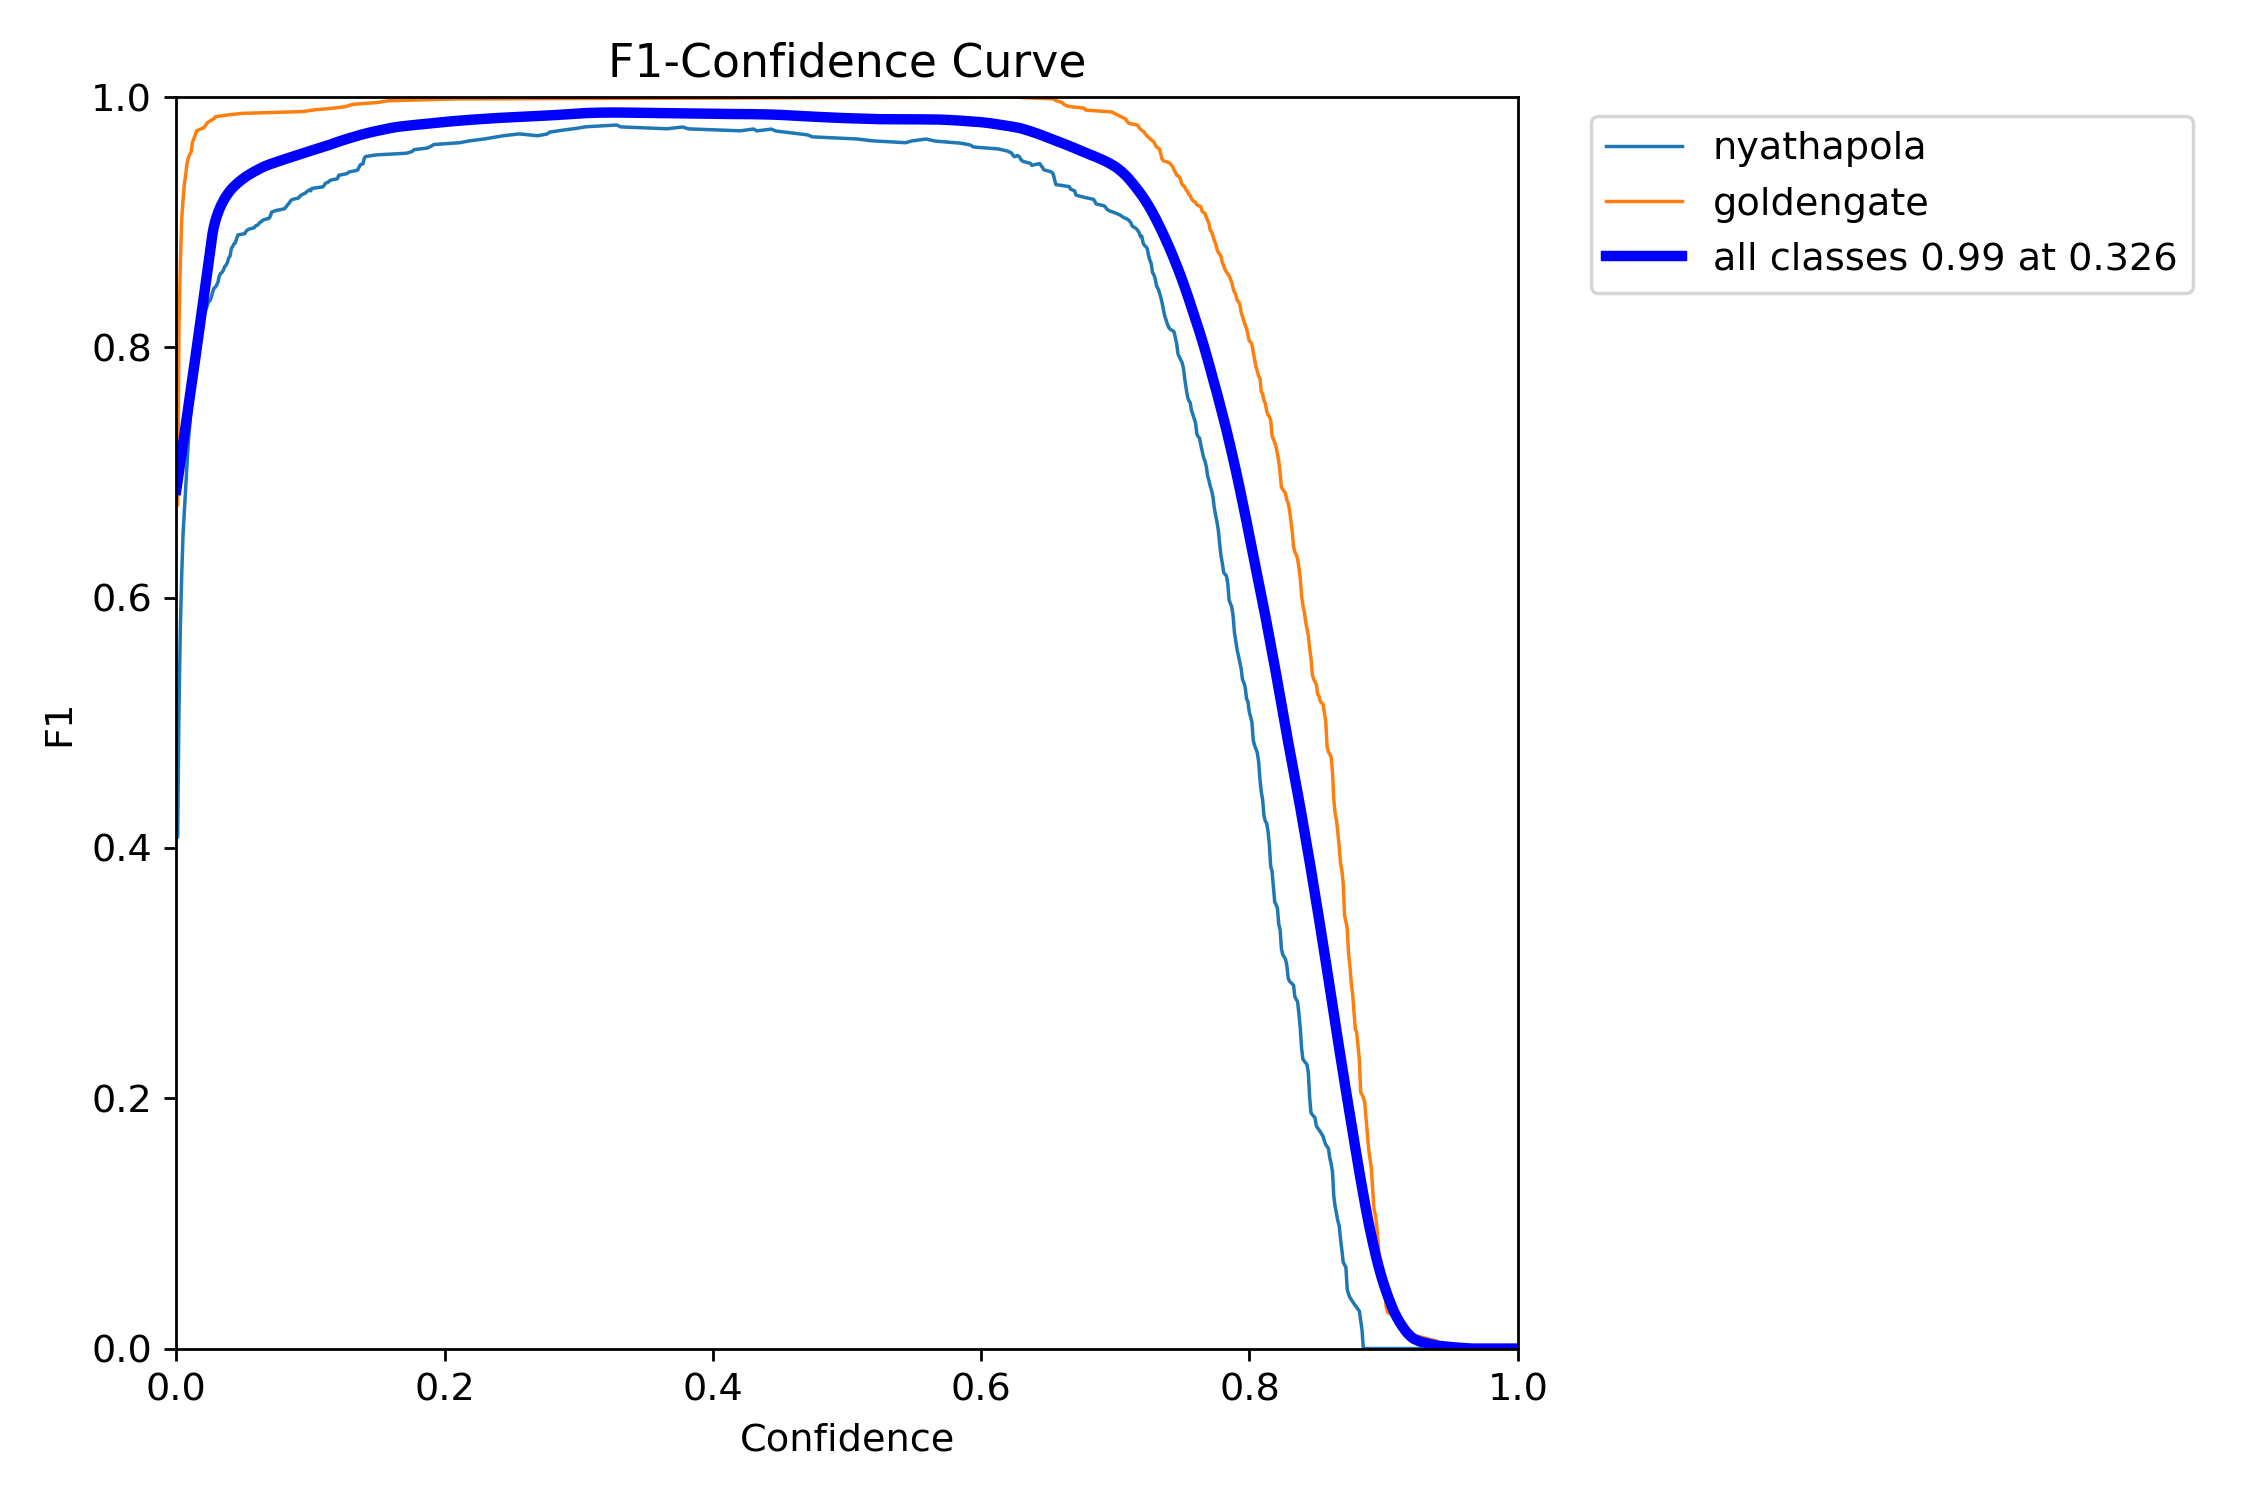 F1-Confidence Curve
1.0
0.8
0.6
0.4
0.2
0.0
F1
0.0 0.2 0.4 0.6 0.8 1.0
Confidence
nyathapola
goldengate
all classes 0.99 at 0.326